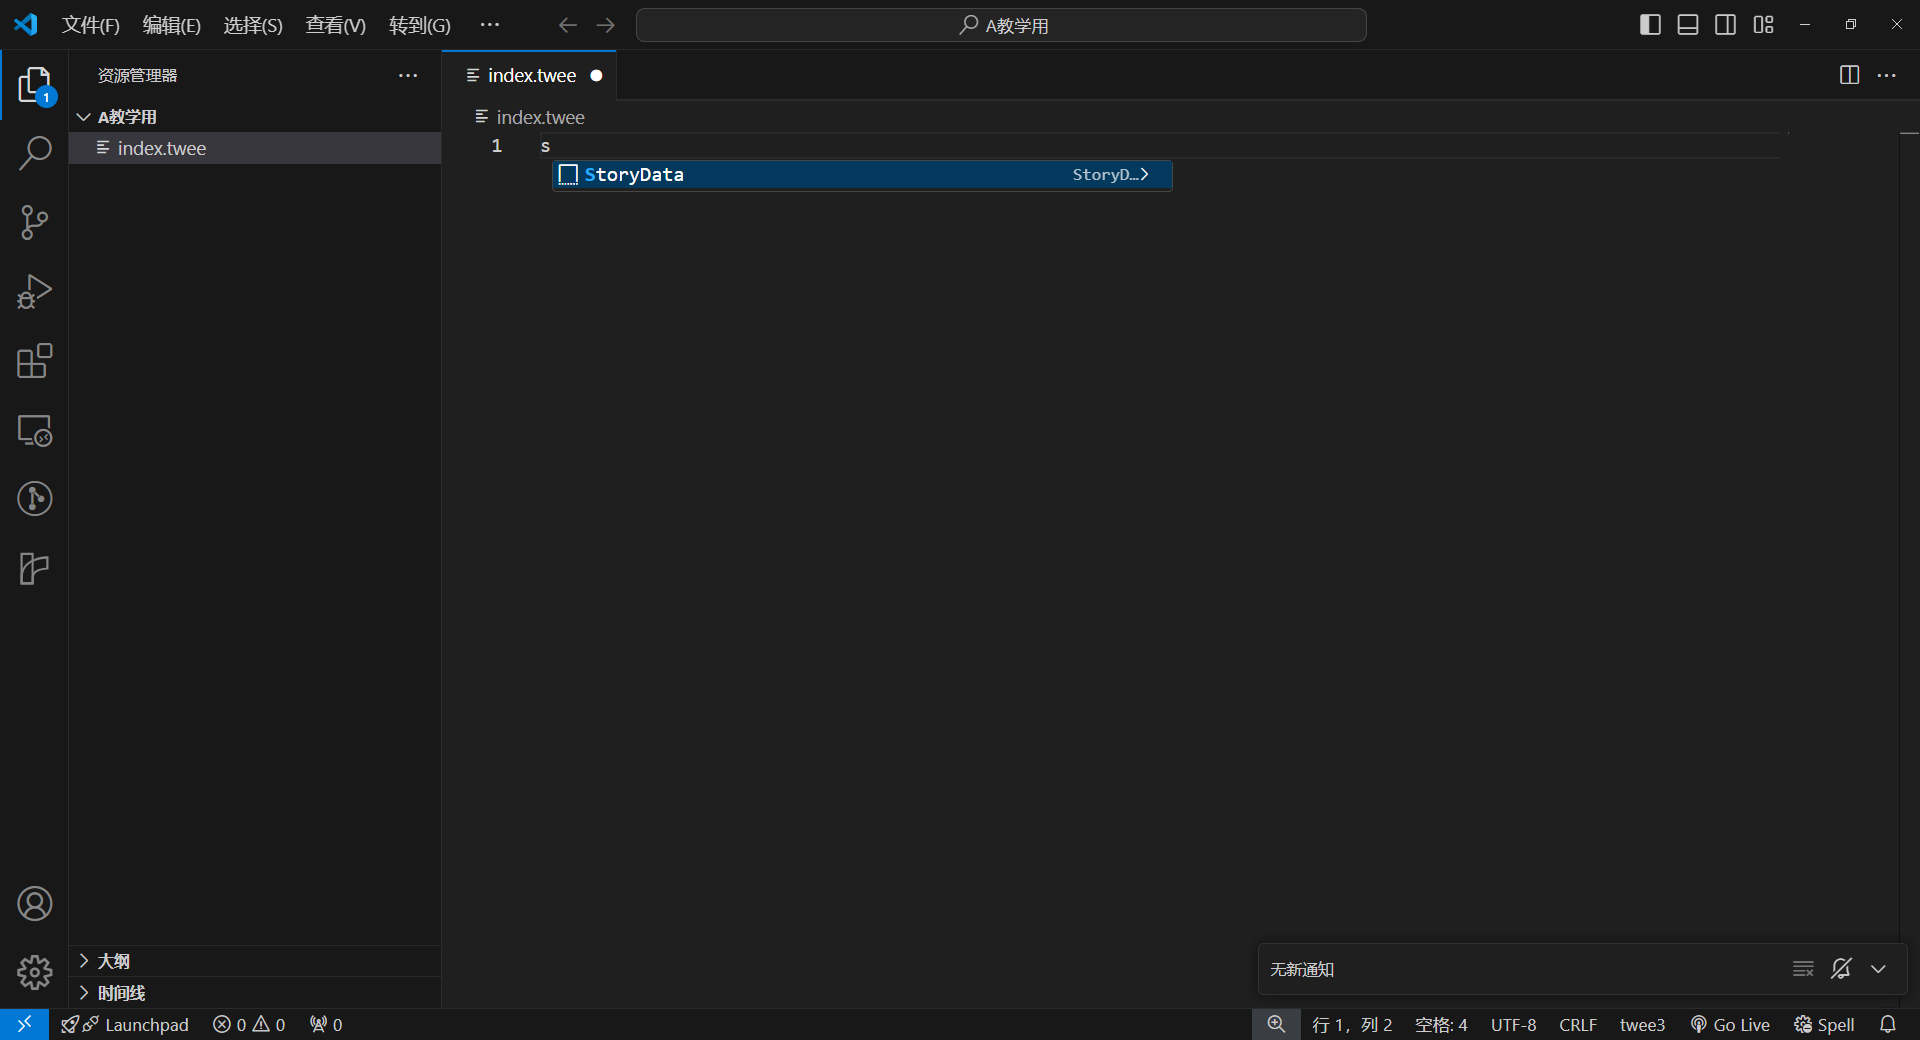 文件(F) 编辑(E) 选择(S) 查看(V) 转到(G) ··· A教学用
资源管理器 ···
index.twee
1
A教学用
index.twee
index.twee
1 s
StoryData StoryD…
大纲
时间线
无新通知
Launchpad 0 0 0 行 1，列 2 空格: 4 UTF-8 CRLF twee3 Go Live Spell